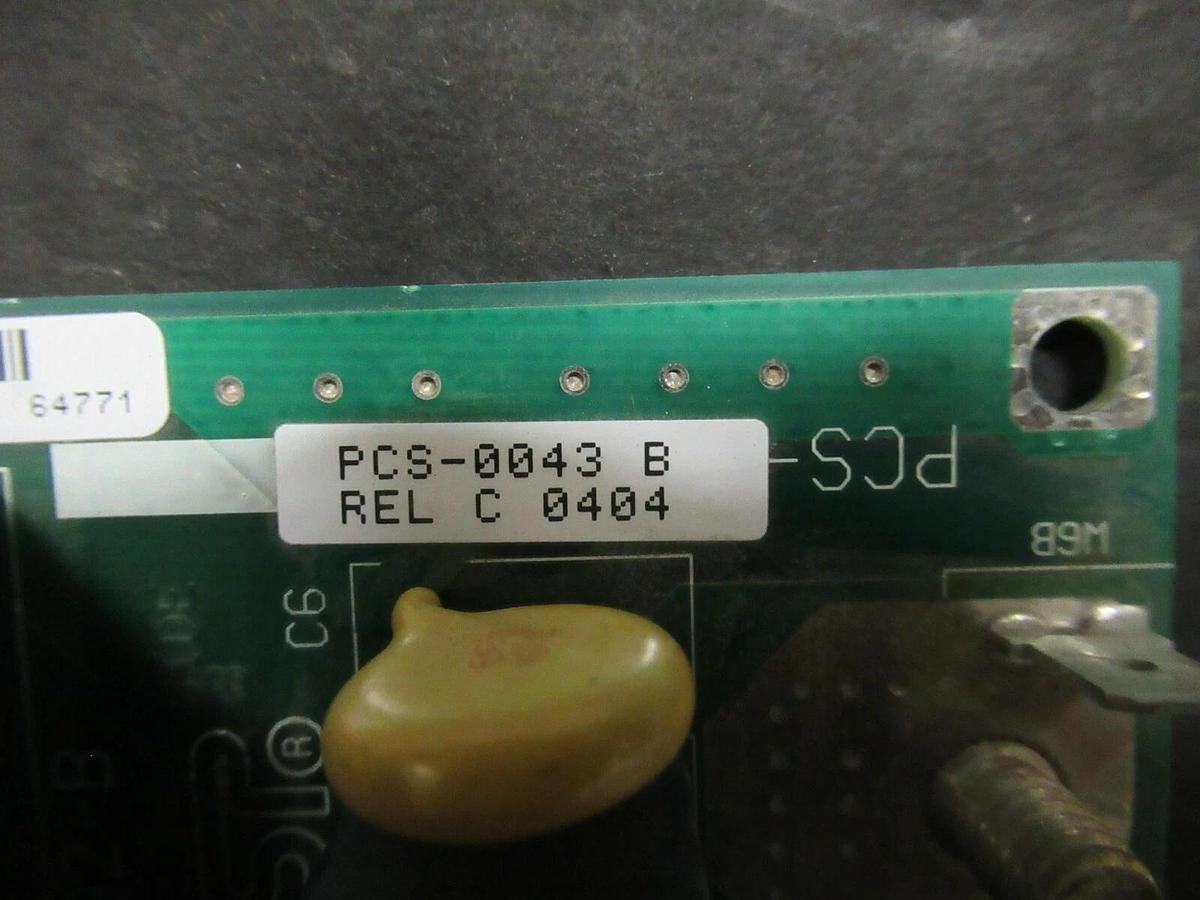 64771
PCS-0043 B
REL C 0404
PCS-
W6B
C6
®